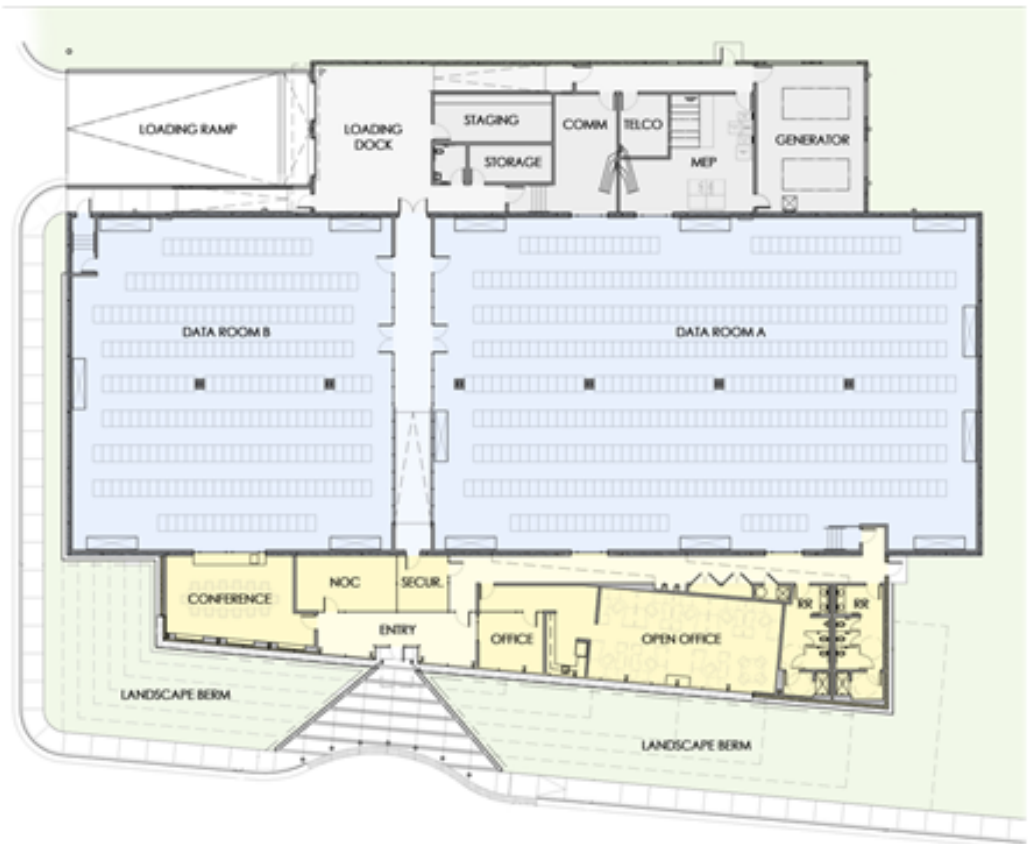 LOADING RAMP
LOADING
DOCK
STAGING
STORAGE
COMM
TELCO
MEP
GENERATOR
DATA ROOM B
DATA ROOM A
CONFERENCE
NOC
SECUR.
ENTRY
OFFICE
OPEN OFFICE
RR
RR
LANDSCAPE BERM
LANDSCAPE BERM